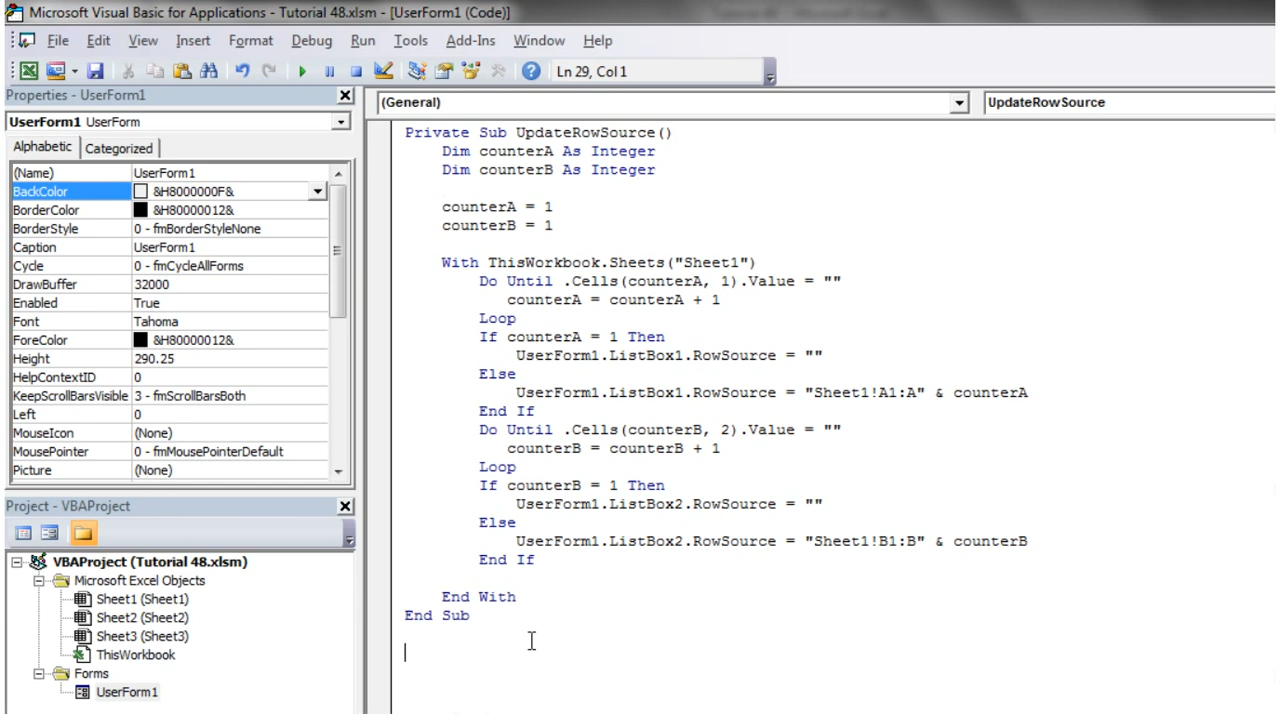 Microsoft Visual Basic for Applications - Tutorial 48.xlsm - [UserForm1 (Code)]
File Edit View Insert Format Debug Run Tools Add-Ins Window Help
Ln 29, Col 1
Properties - UserForm1
UserForm1 UserForm
Alphabetic Categorized
(Name) UserForm1
BackColor &H8000000F&
BorderColor &H80000012&
BorderStyle 0 - fmBorderStyleNone
Caption UserForm1
Cycle 0 - fmCycleAllForms
DrawBuffer 32000
Enabled True
Font Tahoma
ForeColor &H80000012&
Height 290.25
HelpContextID 0
KeepScrollBarsVisible 3 - fmScrollBarsBoth
Left 0
MouseIcon (None)
MousePointer 0 - fmMousePointerDefault
Picture (None)
Project - VBAProject
VBAProject (Tutorial 48.xlsm)
Microsoft Excel Objects
Sheet1 (Sheet1)
Sheet2 (Sheet2)
Sheet3 (Sheet3)
ThisWorkbook
Forms
UserForm1
(General) UpdateRowSource
Private Sub UpdateRowSource()
Dim counterA As Integer
Dim counterB As Integer
counterA = 1
counterB = 1
With ThisWorkbook.Sheets("Sheet1")
Do Until .Cells(counterA, 1).Value = ""
counterA = counterA + 1
Loop
If counterA = 1 Then
UserForm1.ListBox1.RowSource = ""
Else
UserForm1.ListBox1.RowSource = "Sheet1!A1:A" & counterA
End If
Do Until .Cells(counterB, 2).Value = ""
counterB = counterB + 1
Loop
If counterB = 1 Then
UserForm1.ListBox2.RowSource = ""
Else
UserForm1.ListBox2.RowSource = "Sheet1!B1:B" & counterB
End If
End With
End Sub